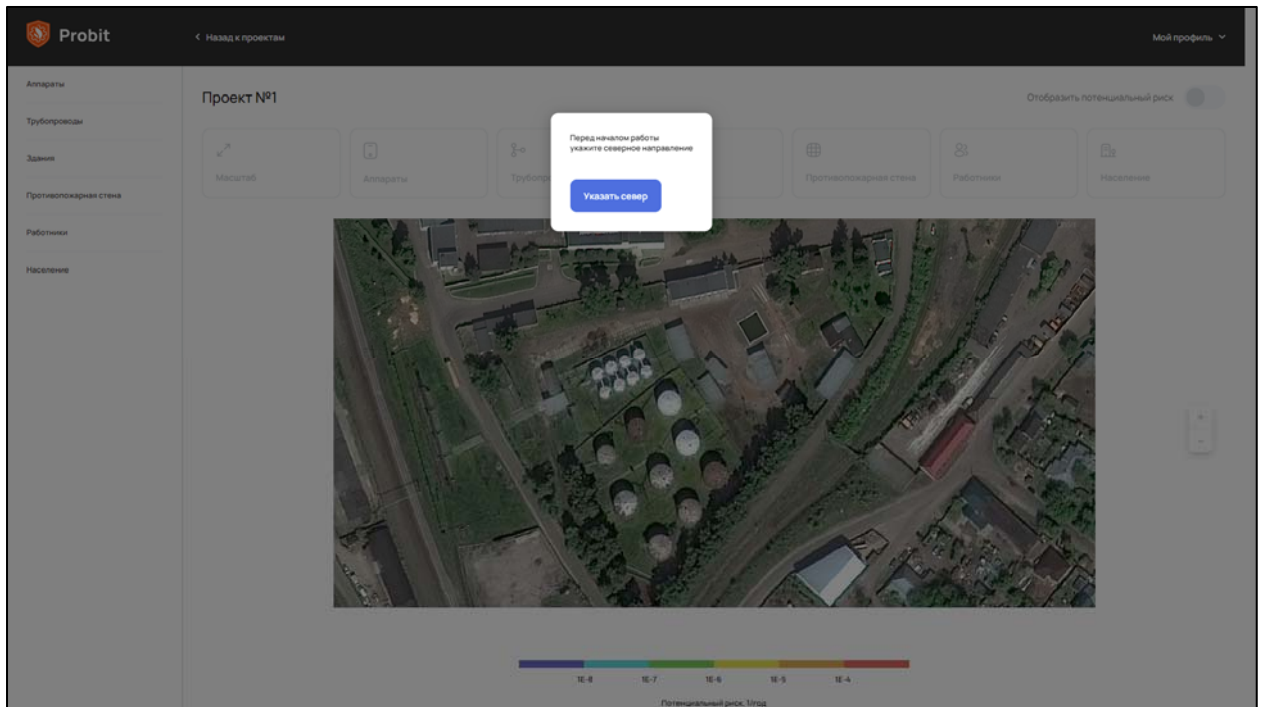 Probit
Назад к проектам
Мой профиль
Аппараты
Трубопроводы
Здания
Противопожарная стена
Работники
Население
Проект №1
Отобразить потенциальный риск
Перед началом работы
укажите северное направление
Указать север
Масштаб
Аппараты
Трубопр
Противопожарная стена
Работники
Население
+
-
1E-8 1E-7 1E-6 1E-5 1E-4
Потенциальный риск, 1/год